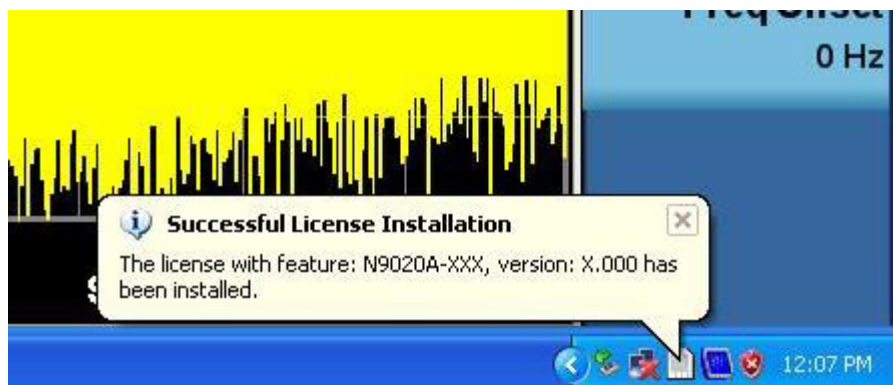 0 Hz
Successful License Installation
The license with feature: N9020A-XXX, version: X.000 has
been installed.
12:07 PM